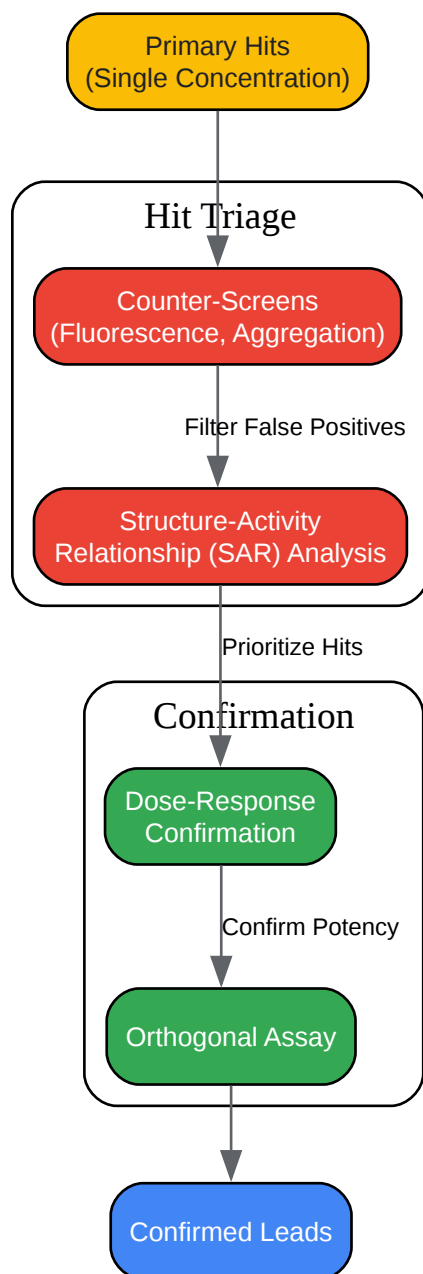 Primary Hits
(Single Concentration)
Hit Triage
Counter-Screens
(Fluorescence, Aggregation)
Filter False Positives
Structure-Activity
Relationship (SAR) Analysis
Prioritize Hits
Confirmation
Dose-Response
Confirmation
Confirm Potency
Orthogonal Assay
Confirmed Leads